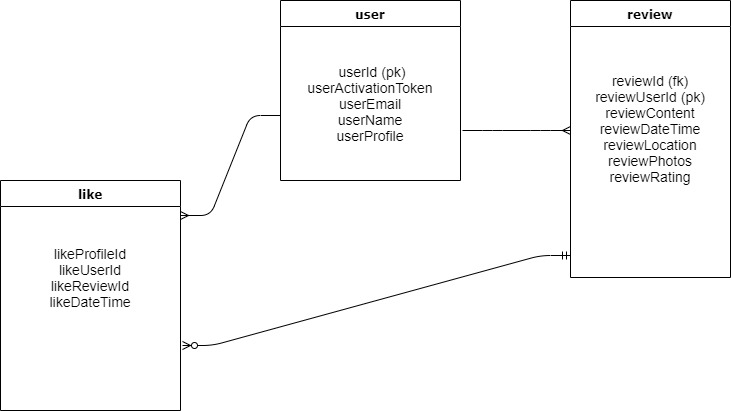 user
userId (pk)
userActivationToken
userEmail
userName
userProfile
review
reviewId (fk)
reviewUserId (pk)
reviewContent
reviewDateTime
reviewLocation
reviewPhotos
reviewRating
like
likeProfileId
likeUserId
likeReviewId
likeDateTime